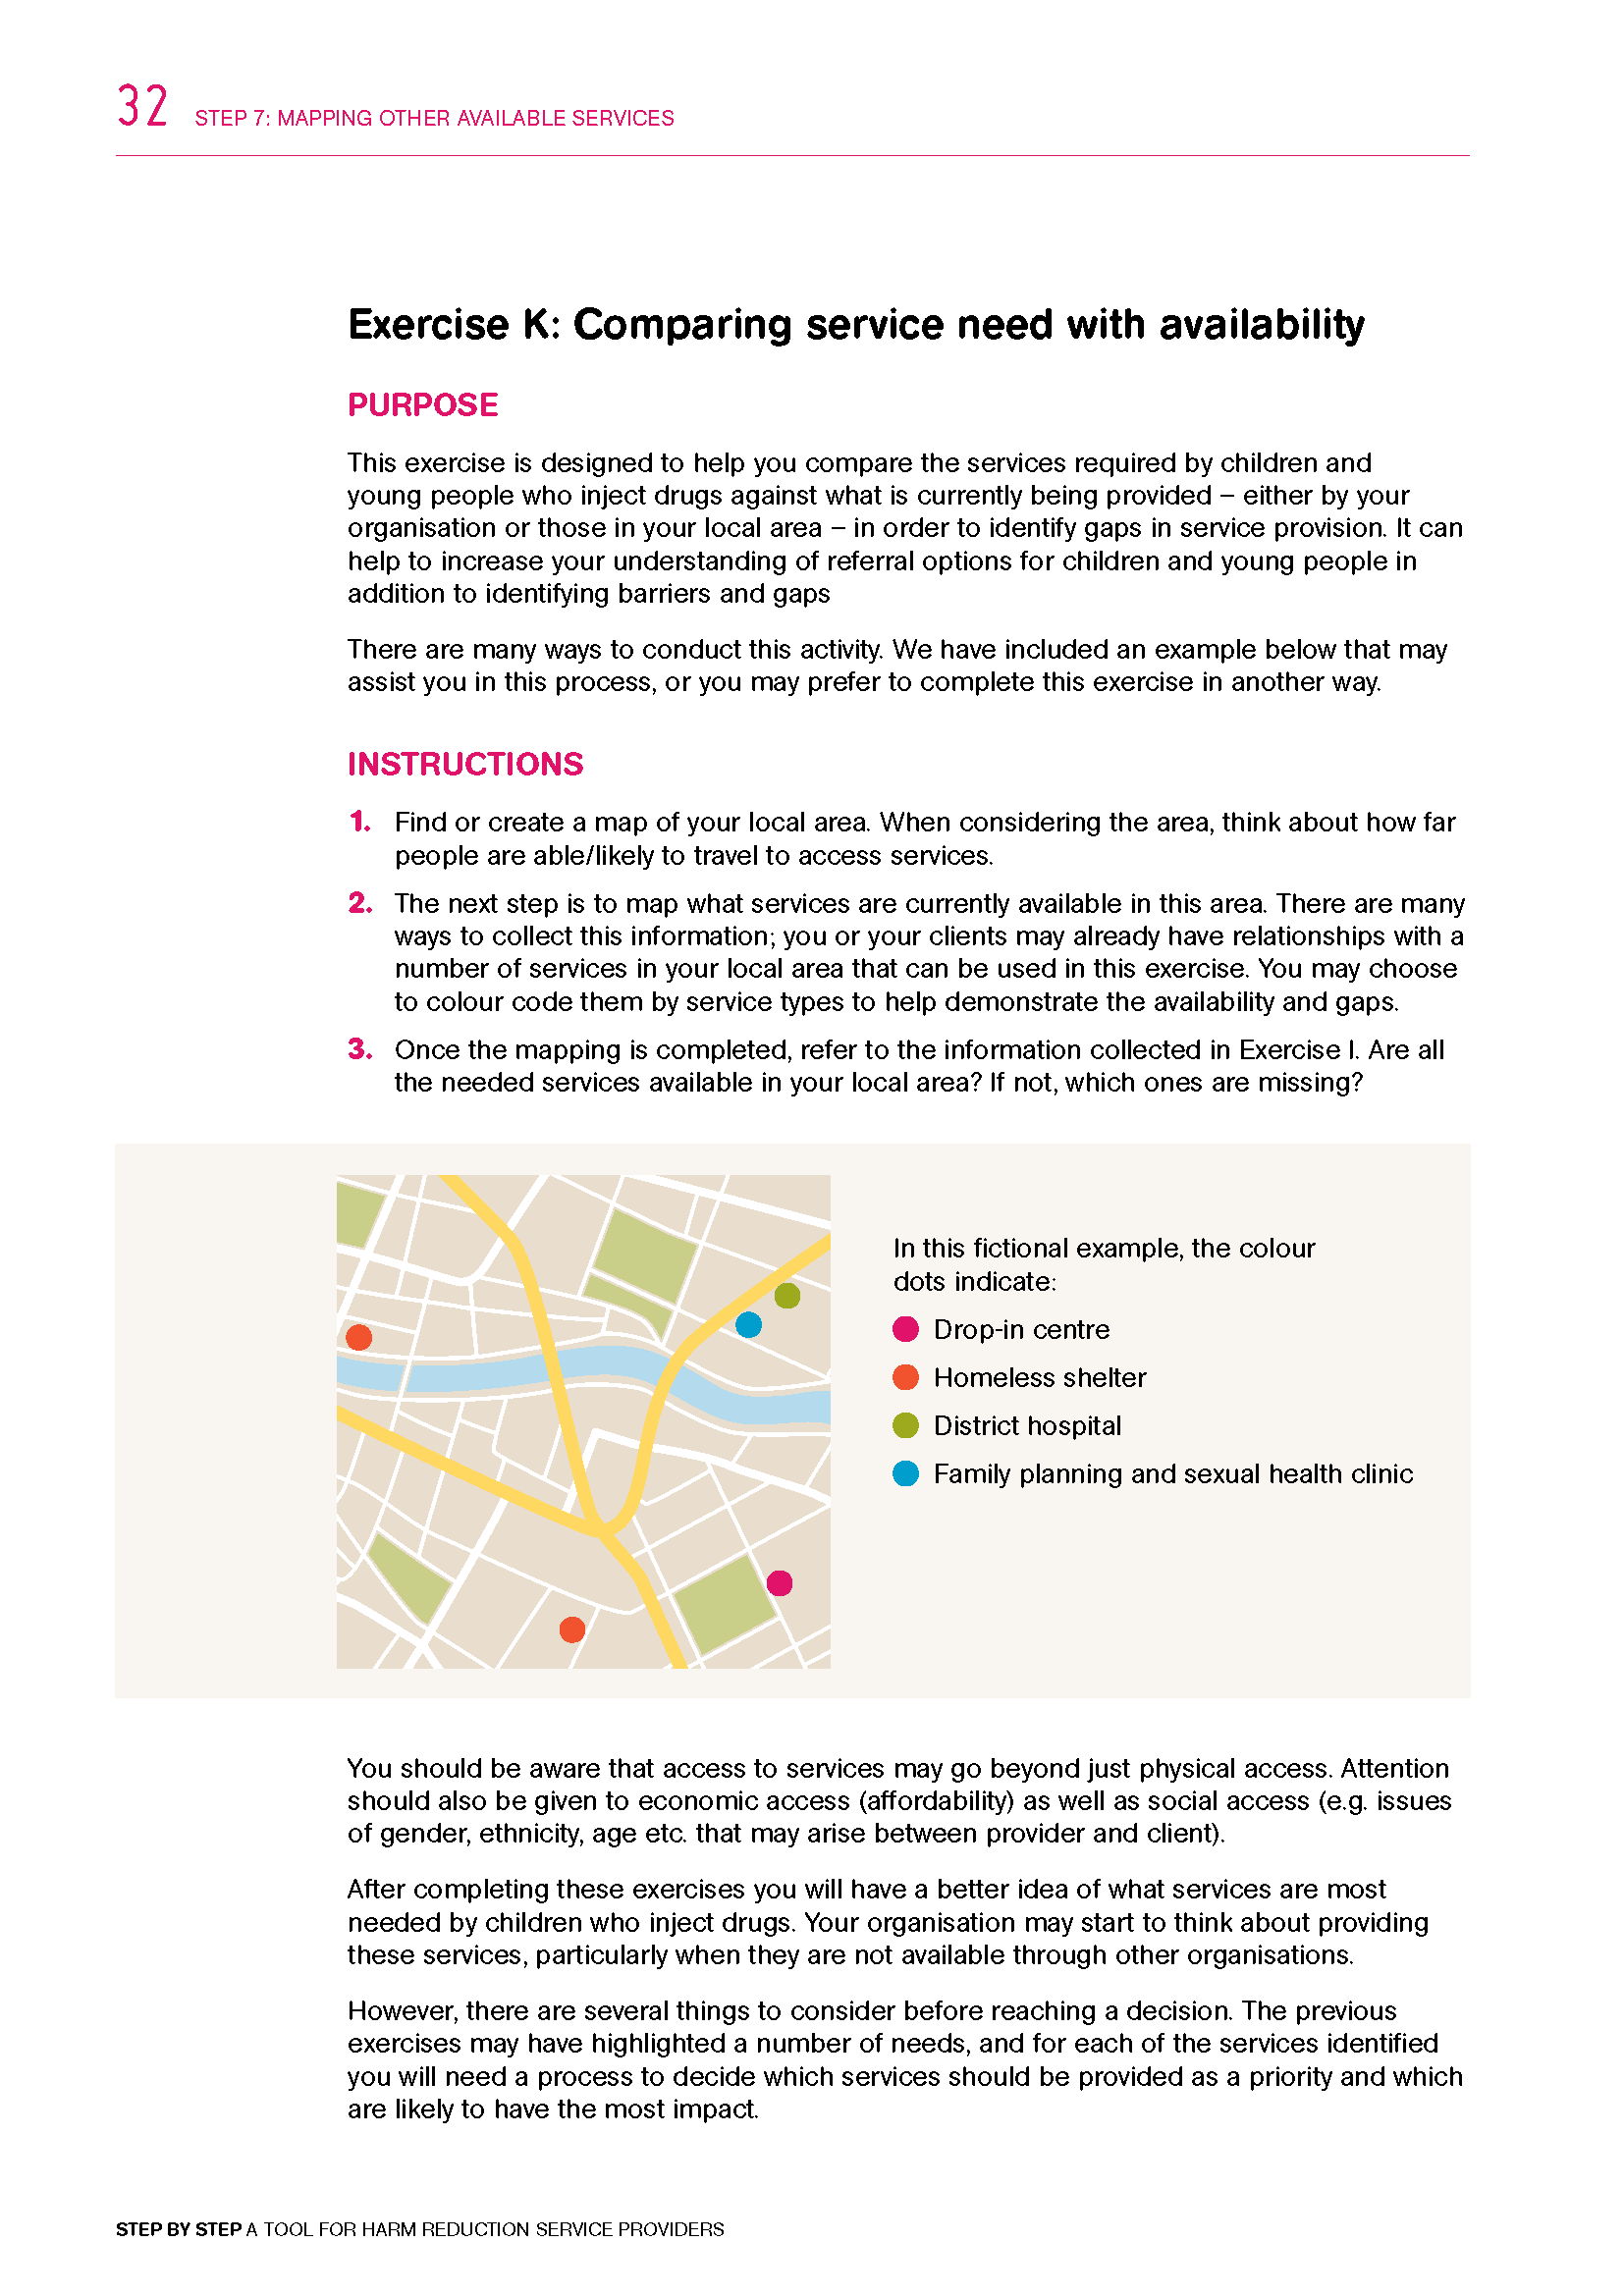 32 STEP 7: MAPPING OTHER AVAILABLE SERVICES
Exercise K: Comparing service need with availability
PURPOSE
This exercise is designed to help you compare the services required by children and
young people who inject drugs against what is currently being provided – either by your
organisation or those in your local area – in order to identify gaps in service provision. It can
help to increase your understanding of referral options for children and young people in
addition to identifying barriers and gaps
There are many ways to conduct this activity. We have included an example below that may
assist you in this process, or you may prefer to complete this exercise in another way.
INSTRUCTIONS
1. Find or create a map of your local area. When considering the area, think about how far
people are able/likely to travel to access services.
2. The next step is to map what services are currently available in this area. There are many
ways to collect this information; you or your clients may already have relationships with a
number of services in your local area that can be used in this exercise. You may choose
to colour code them by service types to help demonstrate the availability and gaps.
3. Once the mapping is completed, refer to the information collected in Exercise I. Are all
the needed services available in your local area? If not, which ones are missing?
In this fictional example, the colour
dots indicate:
Drop-in centre
Homeless shelter
District hospital
Family planning and sexual health clinic
You should be aware that access to services may go beyond just physical access. Attention
should also be given to economic access (affordability) as well as social access (e.g. issues
of gender, ethnicity, age etc. that may arise between provider and client).
After completing these exercises you will have a better idea of what services are most
needed by children who inject drugs. Your organisation may start to think about providing
these services, particularly when they are not available through other organisations.
However, there are several things to consider before reaching a decision. The previous
exercises may have highlighted a number of needs, and for each of the services identified
you will need a process to decide which services should be provided as a priority and which
are likely to have the most impact.
STEP BY STEP A TOOL FOR HARM REDUCTION SERVICE PROVIDERS